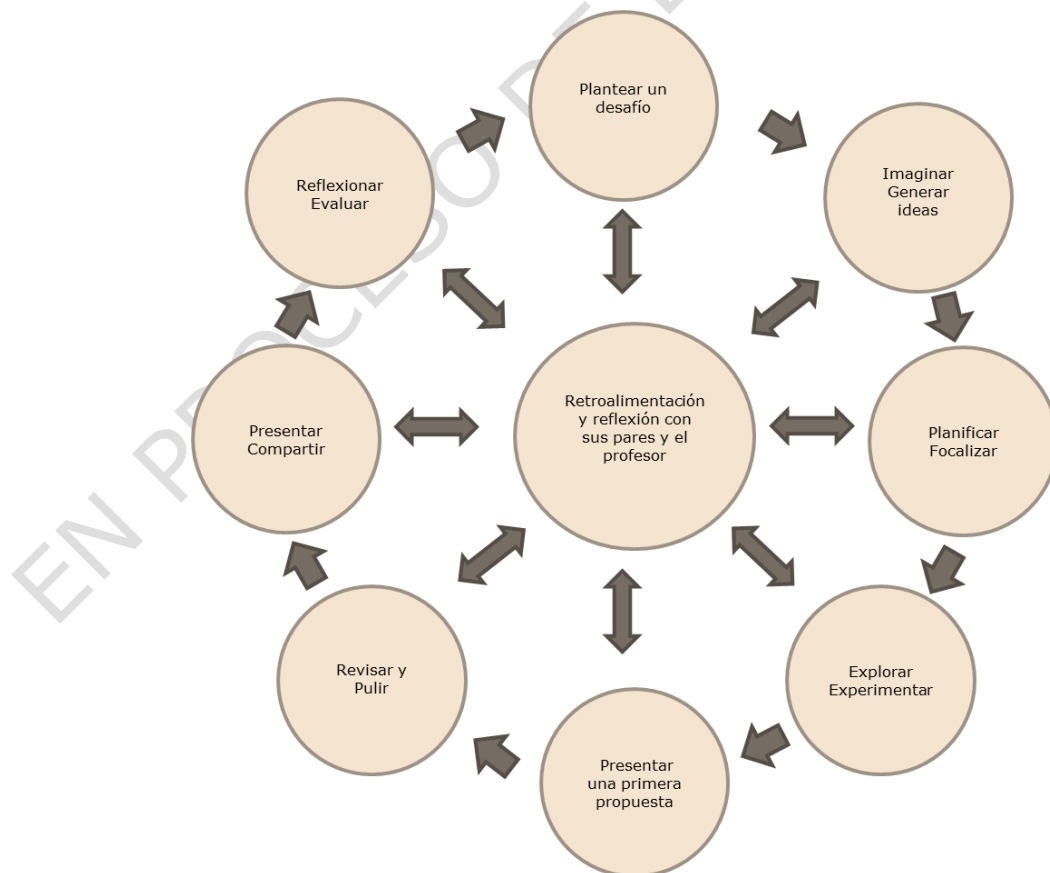 Plantear un
desafío
Imaginar
Generar
ideas
Planificar
Focalizar
Explorar
Experimentar
Presentar
una primera
propuesta
Revisar y
Pulir
Presentar
Compartir
Reflexionar
Evaluar
Retroalimentación
y reflexión con
sus pares y el
profesor
EN PROCESO DE